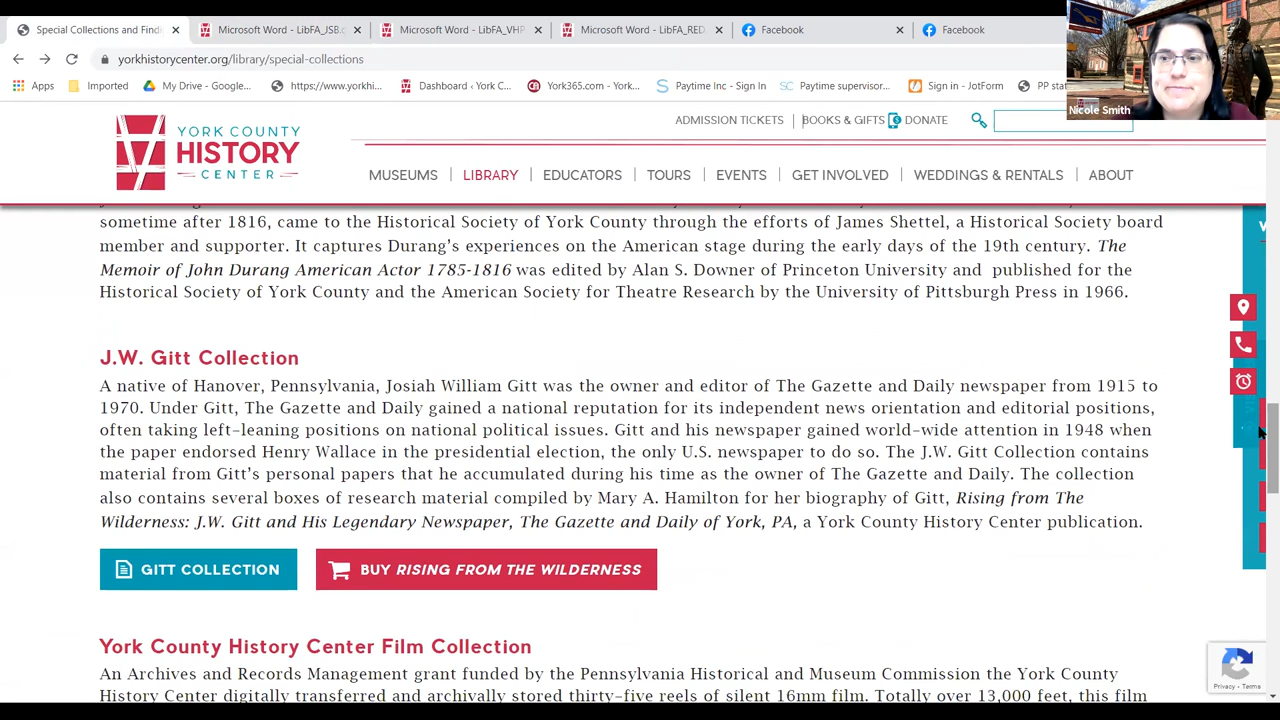 Special Collections and Findi
Microsoft Word - LibFA_JSB.c
Microsoft Word - LibFA_VHP
Microsoft Word - LibFA_RED.
Facebook
Facebook
yorkhistorycenter.org/library/special-collections
Apps
Imported
My Drive - Google...
https://www.yorkhi...
Dashboard ‹ York C...
York365.com - York...
Paytime Inc - Sign In
Paytime supervisor...
Sign in - JotForm
PP sta
Nicole Smith
YORK COUNTY
HISTORY
CENTER
ADMISSION TICKETS
BOOKS & GIFTS
DONATE
MUSEUMS
LIBRARY
EDUCATORS
TOURS
EVENTS
GET INVOLVED
WEDDINGS & RENTALS
ABOUT
sometime after 1816, came to the Historical Society of York County through the efforts of James Shettel, a Historical Society board
member and supporter. It captures Durang's experiences on the American stage during the early days of the 19th century. The
Memoir of John Durang American Actor 1785-1816 was edited by Alan S. Downer of Princeton University and published for the
Historical Society of York County and the American Society for Theatre Research by the University of Pittsburgh Press in 1966.
J.W. Gitt Collection
A native of Hanover, Pennsylvania, Josiah William Gitt was the owner and editor of The Gazette and Daily newspaper from 1915 to
1970. Under Gitt, The Gazette and Daily gained a national reputation for its independent news orientation and editorial positions,
often taking left-leaning positions on national political issues. Gitt and his newspaper gained world-wide attention in 1948 when
the paper endorsed Henry Wallace in the presidential election, the only U.S. newspaper to do so. The J.W. Gitt Collection contains
material from Gitt's personal papers that he accumulated during his time as the owner of The Gazette and Daily. The collection
also contains several boxes of research material compiled by Mary A. Hamilton for her biography of Gitt, Rising from The
Wilderness: J.W. Gitt and His Legendary Newspaper, The Gazette and Daily of York, PA, a York County History Center publication.
GITT COLLECTION
BUY RISING FROM THE WILDERNESS
York County History Center Film Collection
An Archives and Records Management grant funded by the Pennsylvania Historical and Museum Commission the York County
History Center digitally transferred and archivally stored thirty-five reels of silent 16mm film. Totally over 13,000 feet, this film
Privacy - Terms